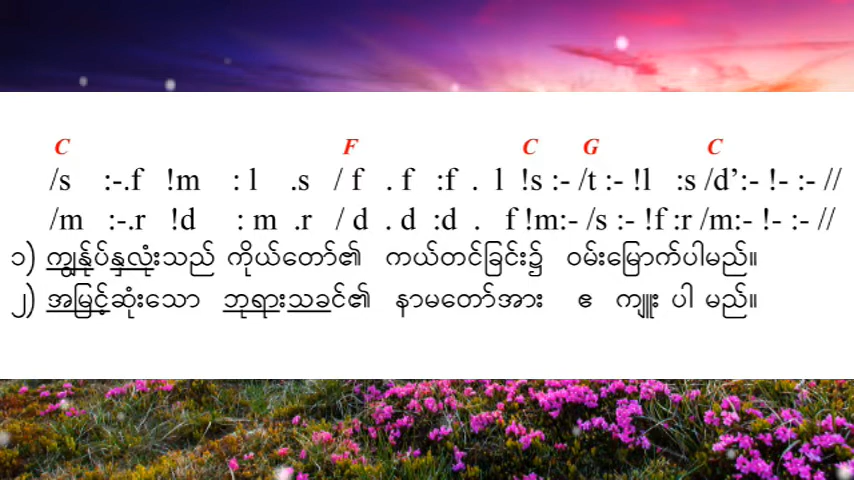 C F C G C
/s :-.f !m : l .s / f . f :f . l !s :- /t :- !l :s /d’:- !- :- //
/m :-.r !d : m .r / d . d :d . f !m:- /s :- !f :r /m:- !- :- //
၁) ကျွန်ုပ်နှလုံးသည် ကိုယ်တော်၏ ကယ်တင်ခြင်း၌ ဝမ်းမြောက်ပါမည်။
၂) အမြင့်ဆုံးသော ဘုရားသခင်၏ နာမတော်အား ဧ ကျူး ပါ မည်။